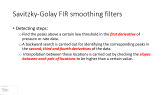 Savitzky-Golay FIR smoothing filters
• Detecting steps:
Find the peaks above a certain low threshold in the first derivative of
pressure or rate data.
A backward search is carried out for identifying the corresponding peaks in
the second, third and fourth derivatives of the data.
Interpolation between these locations is carried out by checking the slopes
between each pair of locations to be higher than a certain value.